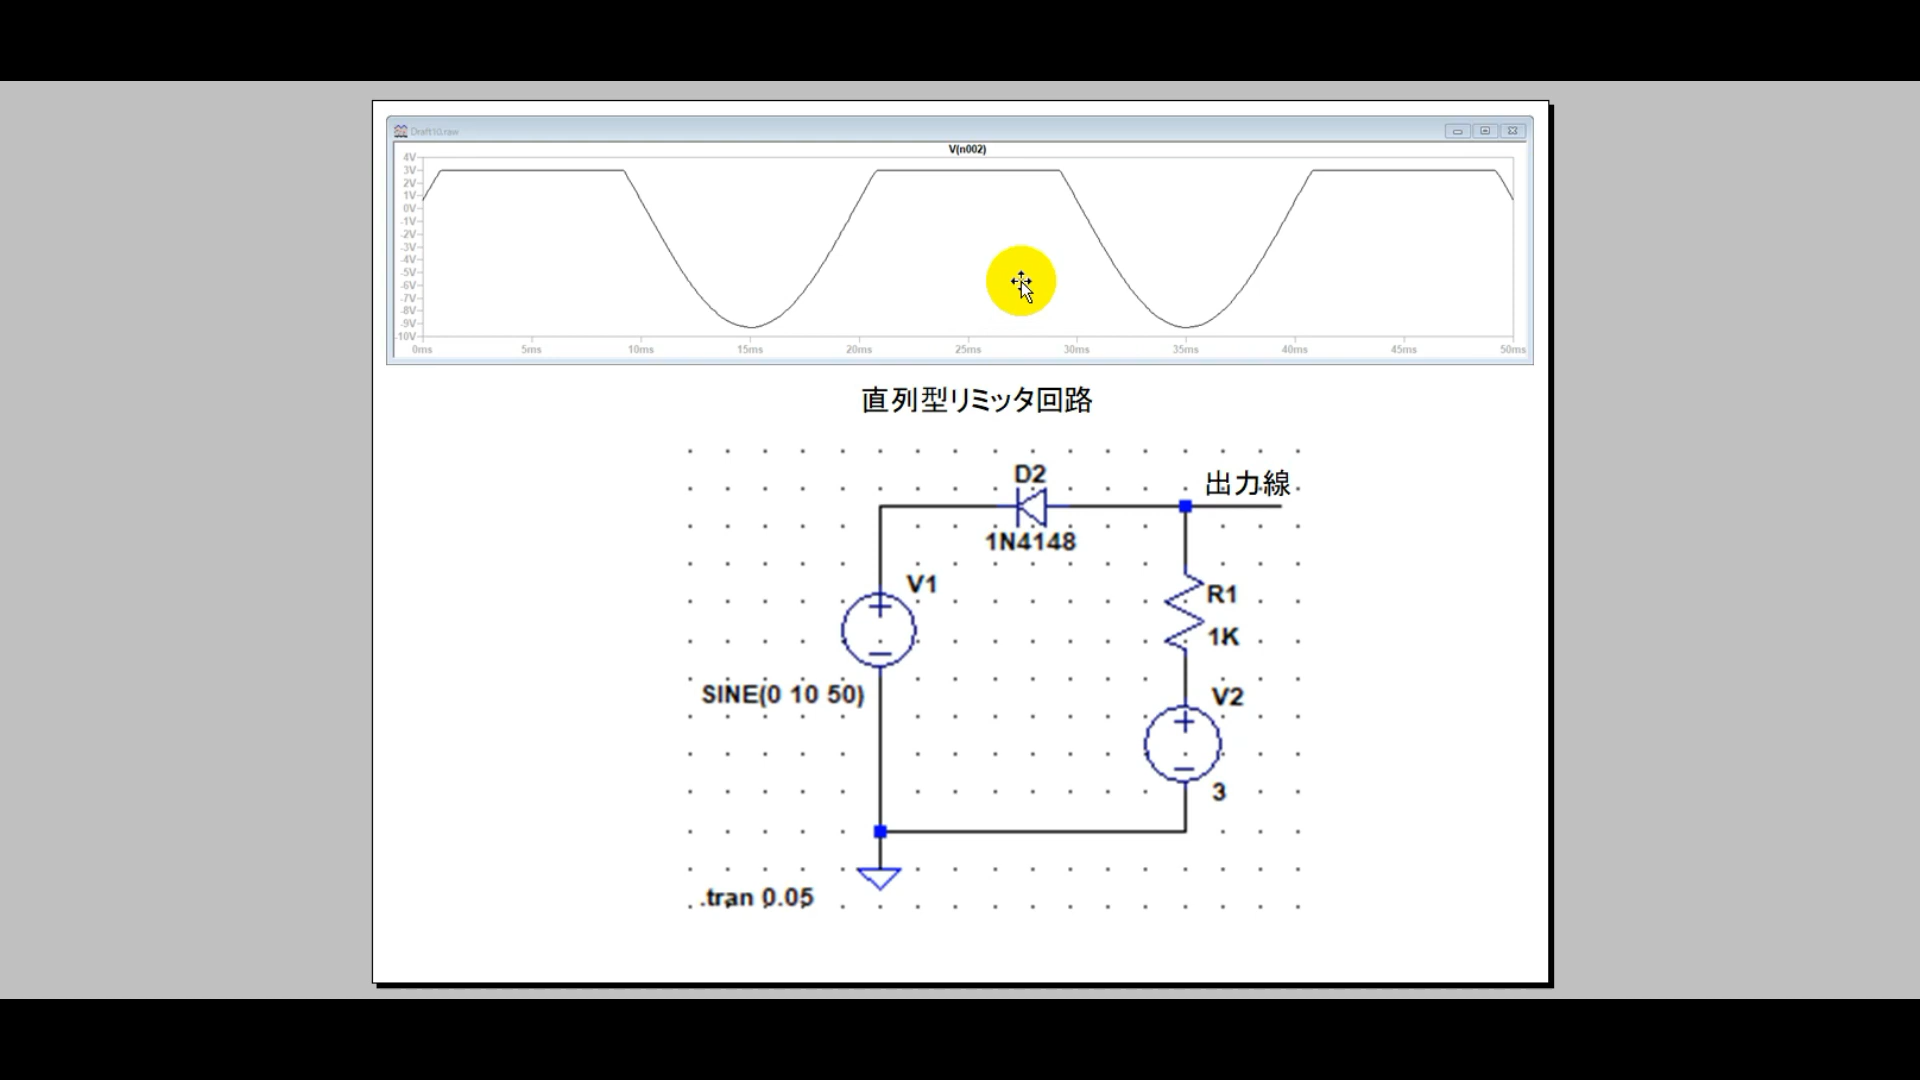 Draft10.raw
V(n002)
4V
3V
2V
1V
0V
-1V
-2V
-3V
-4V
-5V
-6V
-7V
-8V
-9V
-10V
0ms 5ms 10ms 15ms 20ms 25ms 30ms 35ms 40ms 45ms 50ms
直列型リミッタ回路
D2
出力線
1N4148
V1
R1
1K
SINE(0 10 50)
V2
3
.tran 0.05